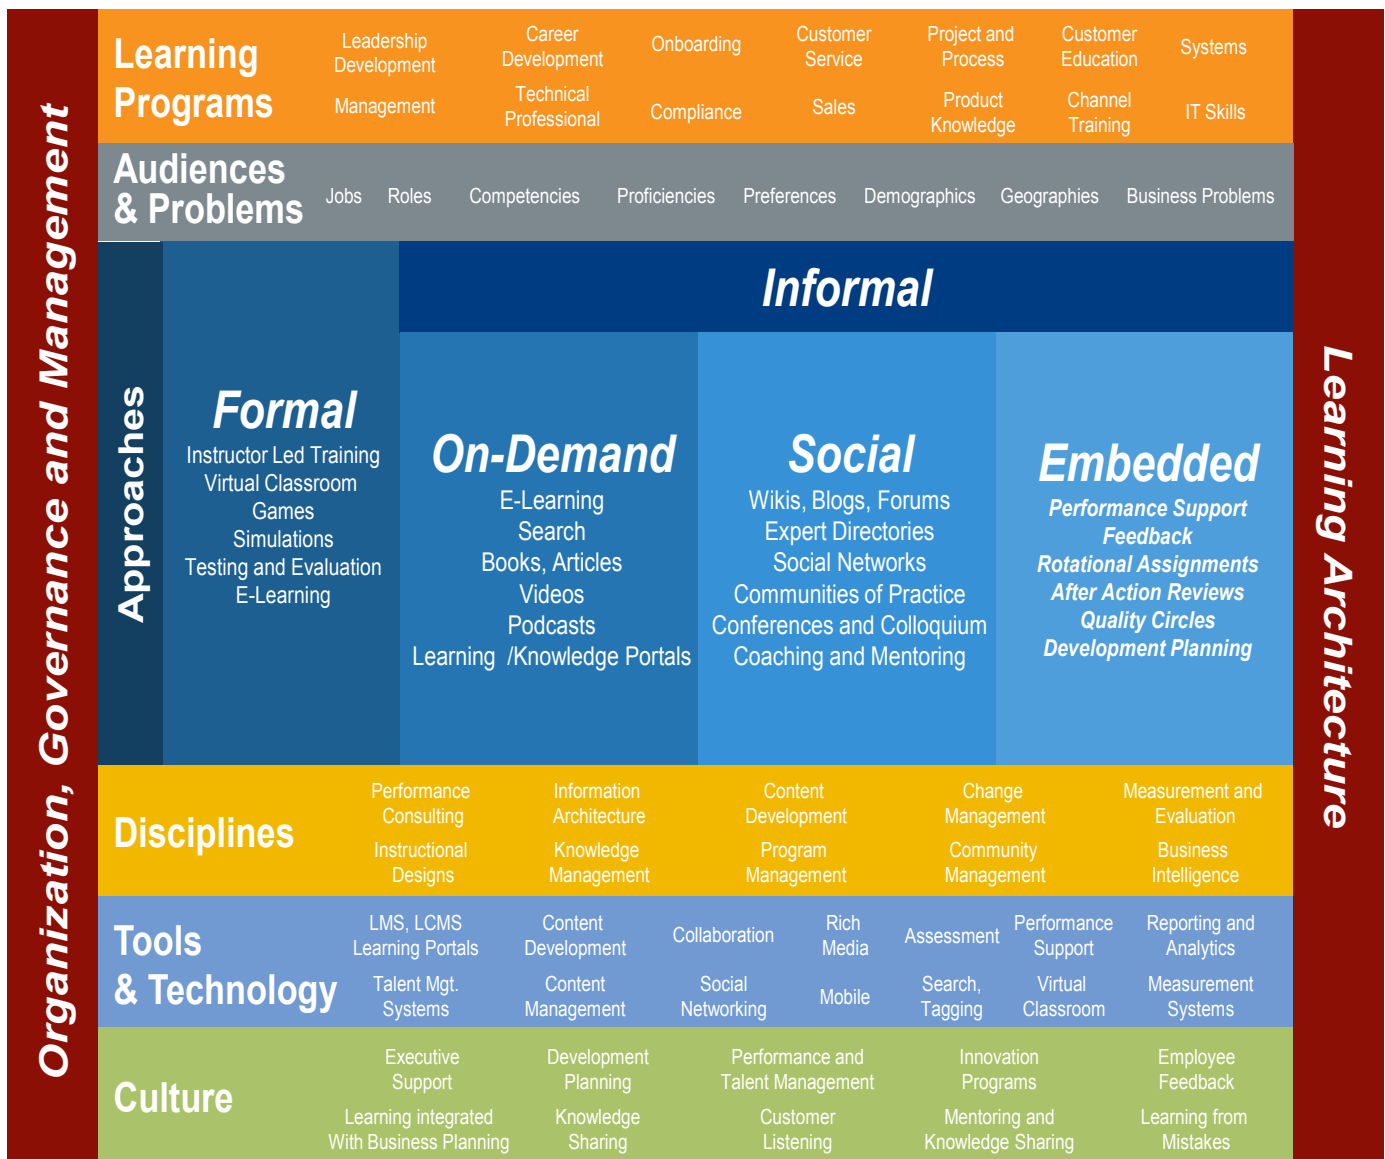 Organization, Governance and Management
Learning
Programs
Leadership
Development
Career
Development
Onboarding
Customer
Service
Project and
Process
Customer
Education
Systems
Management
Technical
Professional
Compliance
Sales
Product
Knowledge
Channel
Training
IT Skills
Audiences
& Problems
Jobs
Roles
Competencies
Proficiencies
Preferences
Demographics
Geographies
Business Problems
Approaches
Formal
Instructor Led Training
Virtual Classroom
Games
Simulations
Testing and Evaluation
E-Learning
Informal
On-Demand
E-Learning
Search
Books, Articles
Videos
Podcasts
Learning /Knowledge Portals
Social
Wikis, Blogs, Forums
Expert Directories
Social Networks
Communities of Practice
Conferences and Colloquium
Coaching and Mentoring
Embedded
Performance Support
Feedback
Rotational Assignments
After Action Reviews
Quality Circles
Development Planning
Disciplines
Performance
Consulting
Information
Architecture
Content
Development
Change
Management
Measurement and
Evaluation
Instructional
Designs
Knowledge
Management
Program
Management
Community
Management
Business
Intelligence
Tools
& Technology
LMS, LCMS
Learning Portals
Content
Development
Collaboration
Rich
Media
Assessment
Performance
Support
Reporting and
Analytics
Talent Mgt.
Systems
Content
Management
Social
Networking
Mobile
Search,
Tagging
Virtual
Classroom
Measurement
Systems
Culture
Executive
Support
Development
Planning
Performance and
Talent Management
Innovation
Programs
Employee
Feedback
Learning integrated
With Business Planning
Knowledge
Sharing
Customer
Listening
Mentoring and
Knowledge Sharing
Learning from
Mistakes
Learning Architecture